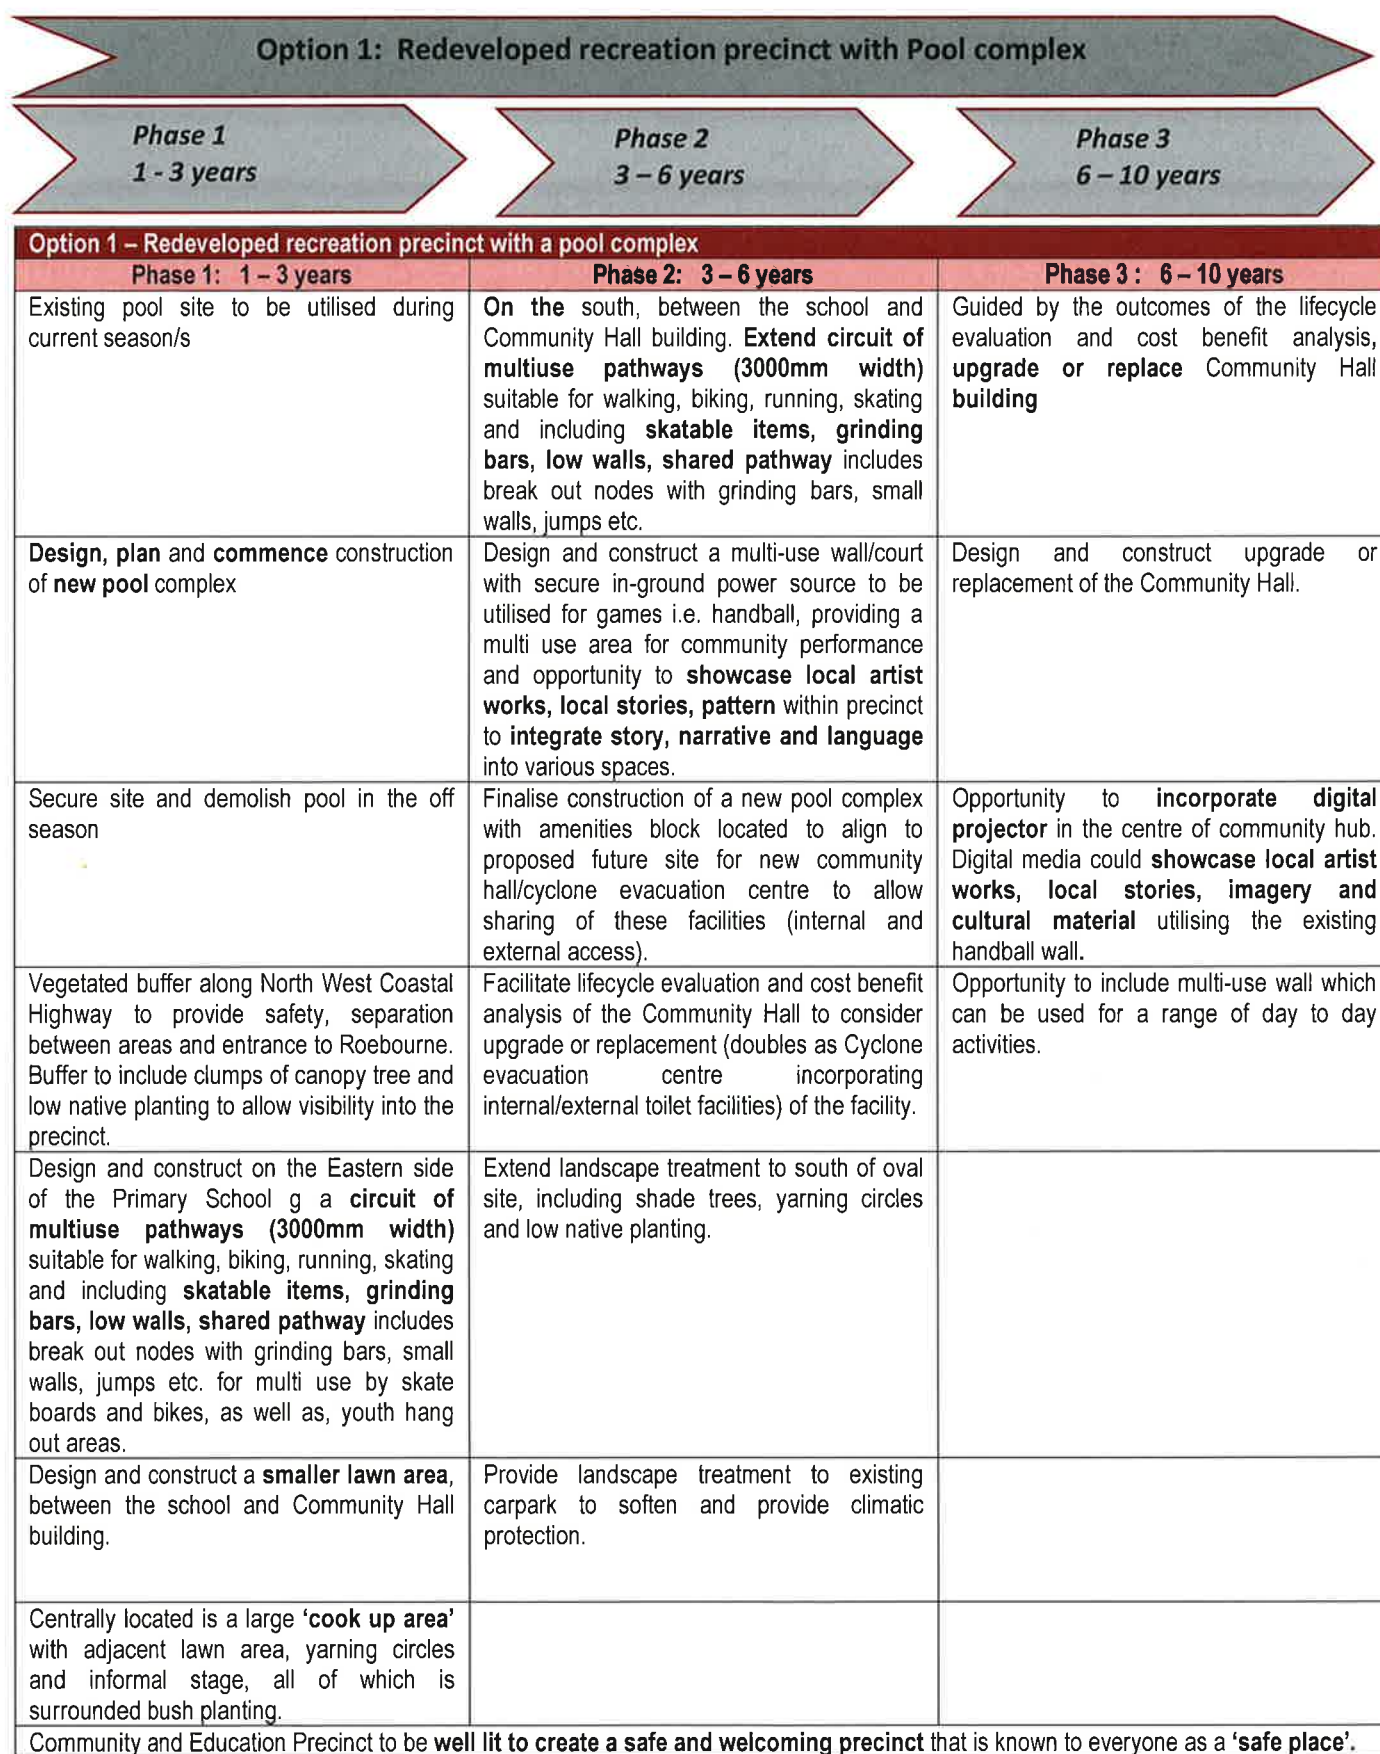 Option 1: Redeveloped recreation precinct with Pool complex
Phase 1
1 - 3 years
Phase 2
3 – 6 years
Phase 3
6 – 10 years
Option 1 – Redeveloped recreation precinct with a pool complex
Phase 1: 1 – 3 years
Phase 2: 3 – 6 years
Phase 3 : 6 – 10 years
Existing pool site to be utilised during
current season/s
On the south, between the school and
Community Hall building. Extend circuit of
multiuse pathways (3000mm width)
suitable for walking, biking, running, skating
and including skatable items, grinding
bars, low walls, shared pathway includes
break out nodes with grinding bars, small
walls, jumps etc.
Guided by the outcomes of the lifecycle
evaluation and cost benefit analysis,
upgrade or replace Community Hall
building
Design, plan and commence construction
of new pool complex
Design and construct a multi-use wall/court
with secure in-ground power source to be
utilised for games i.e. handball, providing a
multi use area for community performance
and opportunity to showcase local artist
works, local stories, pattern within precinct
to integrate story, narrative and language
into various spaces.
Design and construct upgrade or
replacement of the Community Hall.
Secure site and demolish pool in the off
season
Finalise construction of a new pool complex
with amenities block located to align to
proposed future site for new community
hall/cyclone evacuation centre to allow
sharing of these facilities (internal and
external access).
Opportunity to incorporate digital
projector in the centre of community hub.
Digital media could showcase local artist
works, local stories, imagery and
cultural material utilising the existing
handball wall.
Vegetated buffer along North West Coastal
Highway to provide safety, separation
between areas and entrance to Roebourne.
Buffer to include clumps of canopy tree and
low native planting to allow visibility into the
precinct.
Facilitate lifecycle evaluation and cost benefit
analysis of the Community Hall to consider
upgrade or replacement (doubles as Cyclone
evacuation centre incorporating
internal/external toilet facilities) of the facility.
Opportunity to include multi-use wall which
can be used for a range of day to day
activities.
Design and construct on the Eastern side
of the Primary School g a circuit of
multiuse pathways (3000mm width)
suitable for walking, biking, running, skating
and including skatable items, grinding
bars, low walls, shared pathway includes
break out nodes with grinding bars, small
walls, jumps etc. for multi use by skate
boards and bikes, as well as, youth hang
out areas.
Extend landscape treatment to south of oval
site, including shade trees, yarning circles
and low native planting.
Design and construct a smaller lawn area,
between the school and Community Hall
building.
Provide landscape treatment to existing
carpark to soften and provide climatic
protection.
Centrally located is a large ‘cook up area’
with adjacent lawn area, yarning circles
and informal stage, all of which is
surrounded bush planting.
Community and Education Precinct to be well lit to create a safe and welcoming precinct that is known to everyone as a ‘safe place’.